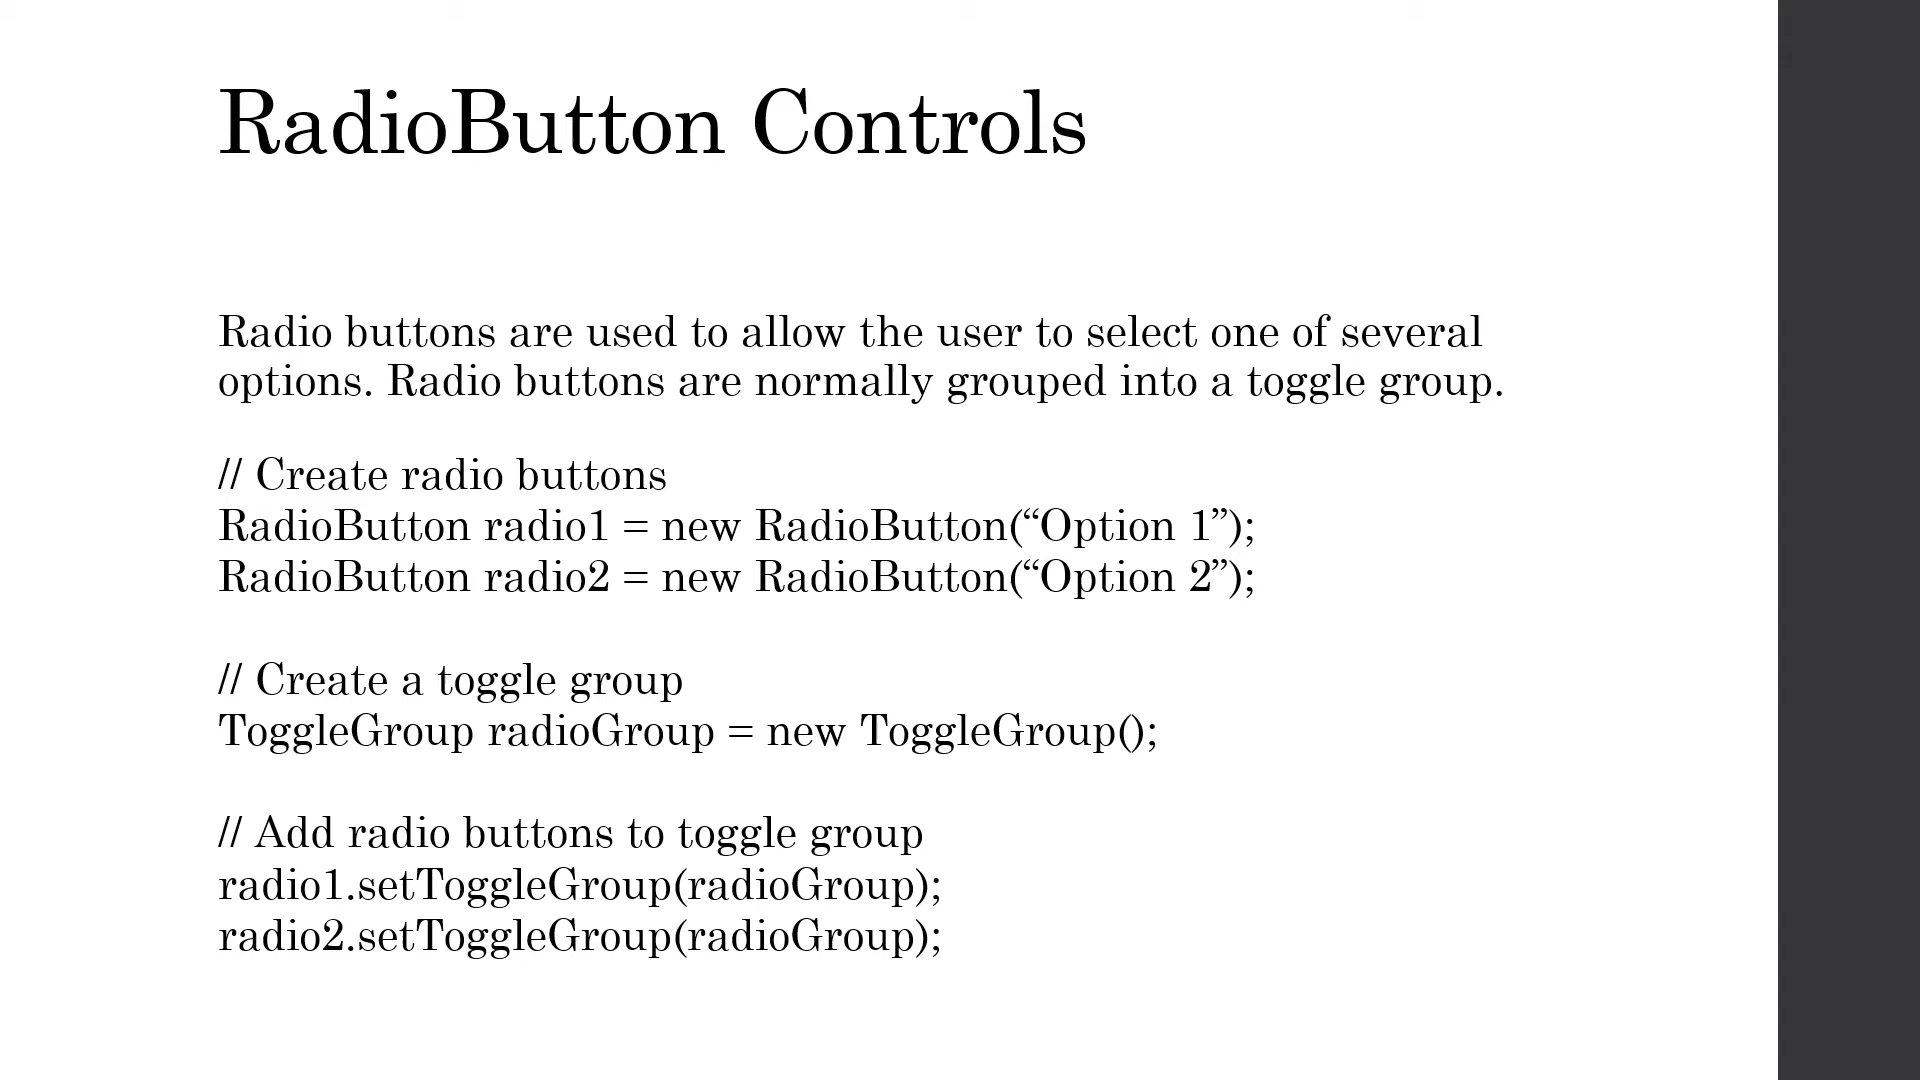 RadioButton Controls
Radio buttons are used to allow the user to select one of several
options. Radio buttons are normally grouped into a toggle group.
// Create radio buttons
RadioButton radio1 = new RadioButton(“Option 1”);
RadioButton radio2 = new RadioButton(“Option 2”);
// Create a toggle group
ToggleGroup radioGroup = new ToggleGroup();
// Add radio buttons to toggle group
radio1.setToggleGroup(radioGroup);
radio2.setToggleGroup(radioGroup);